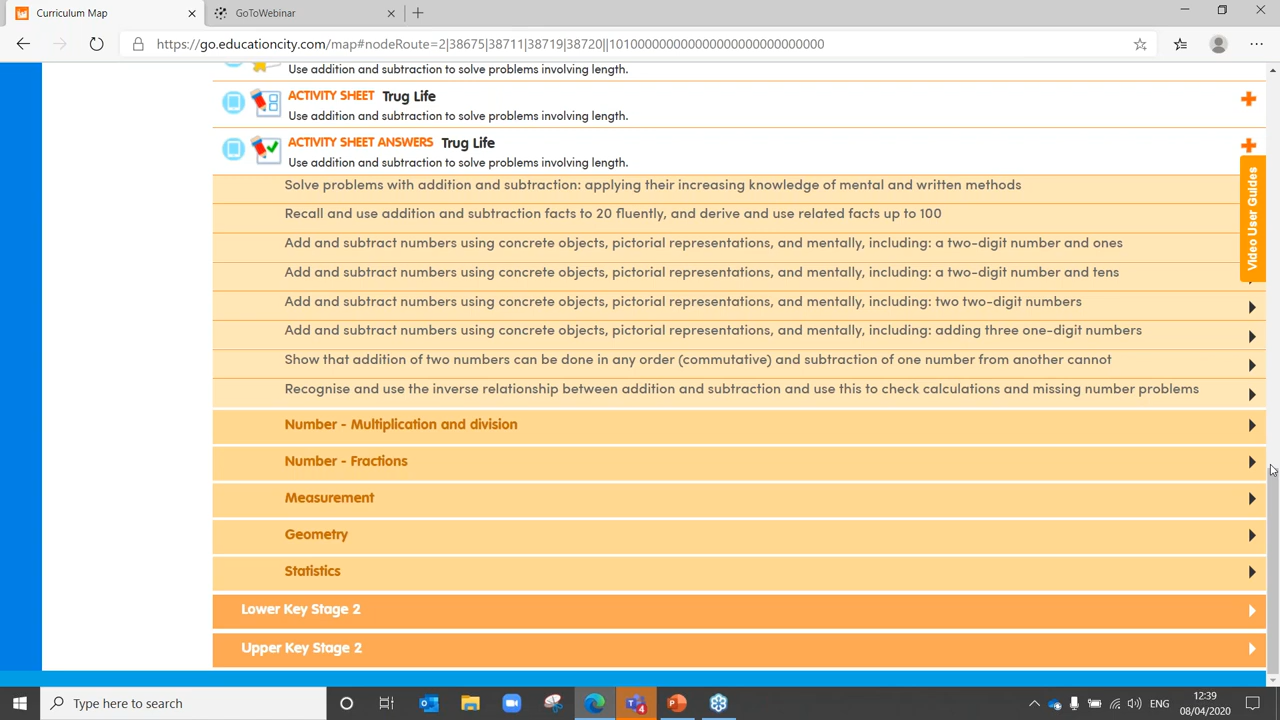 Curriculum Map
GoToWebinar
https://go.educationcity.com/map#nodeRoute=2|38675|38711|38719|38720||10100000000000000000000000000
Use addition and subtraction to solve problems involving length.
ACTIVITY SHEET Trug Life
Use addition and subtraction to solve problems involving length.
ACTIVITY SHEET ANSWERS Trug Life
Use addition and subtraction to solve problems involving length.
Video User Guides
Solve problems with addition and subtraction: applying their increasing knowledge of mental and written methods
Recall and use addition and subtraction facts to 20 fluently, and derive and use related facts up to 100
Add and subtract numbers using concrete objects, pictorial representations, and mentally, including: a two-digit number and ones
Add and subtract numbers using concrete objects, pictorial representations, and mentally, including: a two-digit number and tens
Add and subtract numbers using concrete objects, pictorial representations, and mentally, including: two two-digit numbers
Add and subtract numbers using concrete objects, pictorial representations, and mentally, including: adding three one-digit numbers
Show that addition of two numbers can be done in any order (commutative) and subtraction of one number from another cannot
Recognise and use the inverse relationship between addition and subtraction and use this to check calculations and missing number problems
Number - Multiplication and division
Number - Fractions
Measurement
Geometry
Statistics
Lower Key Stage 2
Upper Key Stage 2
Type here to search
4
ENG
12:39
08/04/2020